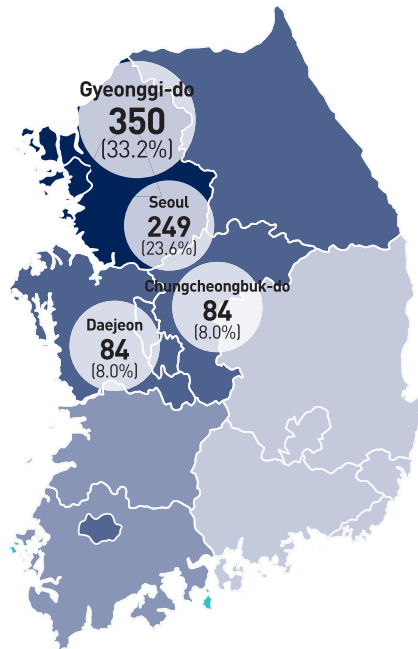 Gyeonggi-do
350
(33.2%)
Seoul
249
(23.6%)
Chungcheongbuk-do
84
(8.0%)
Daejeon
84
(8.0%)